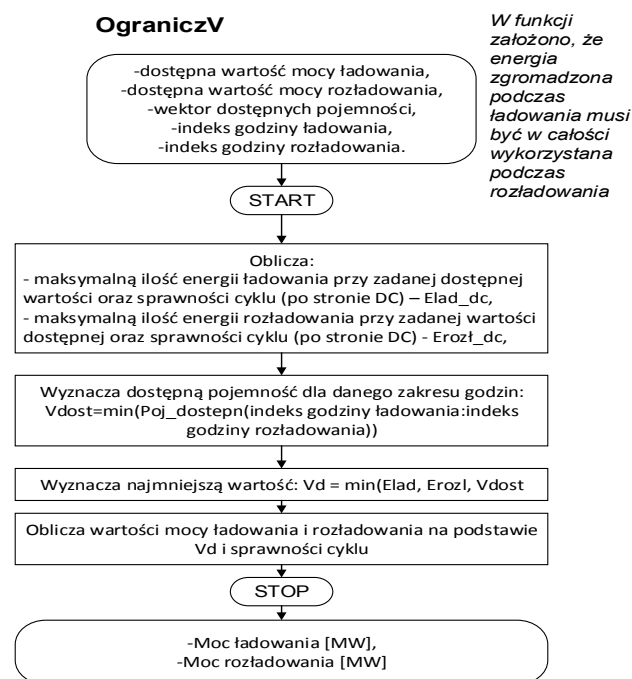 OgraniczV
W funkcji
założono, że
energia
zgromadzona
podczas
ładowania musi
być w całości
wykorzystana
podczas
rozładowania
-dostępna wartość mocy ładowania,
-dostępna wartość mocy rozładowania,
-wektor dostępnych pojemności,
-indeks godziny ładowania,
-indeks godziny rozładowania.
START
Oblicza:
- maksymalną ilość energii ładowania przy zadanej dostępnej
wartości oraz sprawności cyklu (po stronie DC) – Elad_dc,
- maksymalną ilość energii rozładowania przy zadanej wartości
dostępnej oraz sprawności cyklu (po stronie DC) - Erozł_dc,
Wyznacza dostępną pojemność dla danego zakresu godzin:
Vdost=min(Poj_dostepn(indeks godziny ładowania:indeks
godziny rozładowania))
Wyznacza najmniejszą wartość: Vd = min(Elad, Erozl, Vdost
Oblicza wartości mocy ładowania i rozładowania na podstawie
Vd i sprawności cyklu
STOP
-Moc ładowania [MW],
-Moc rozładowania [MW]